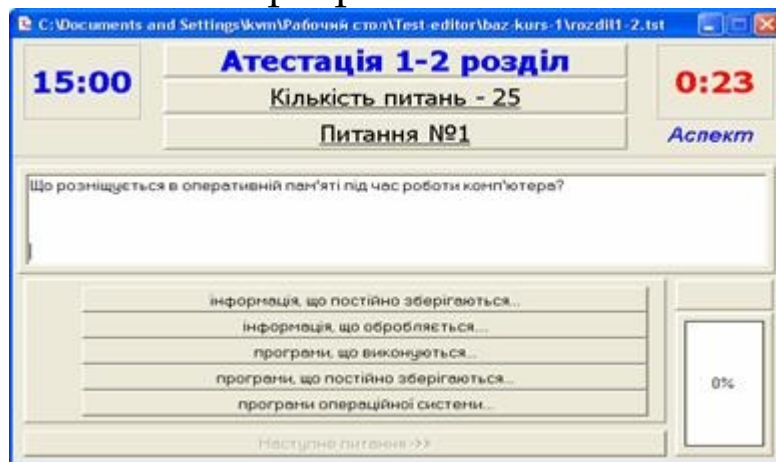 C:\Documents and Settings\kvm\Рабочий стол\Test-editor\baz-kurs-1\rozdil1-2.tst
15:00
Атестація 1-2 розділ
0:23
Кількість питань - 25
Питання №1
Аспект
Що розміщується в оперативній пам'яті під час роботи комп'ютера?
інформація, що постійно зберігаються...
інформація, що обробляється...
програми, що виконуються...
програми, що постійно зберігаються...
програми операційної системи...
0%
Наступне питання >>